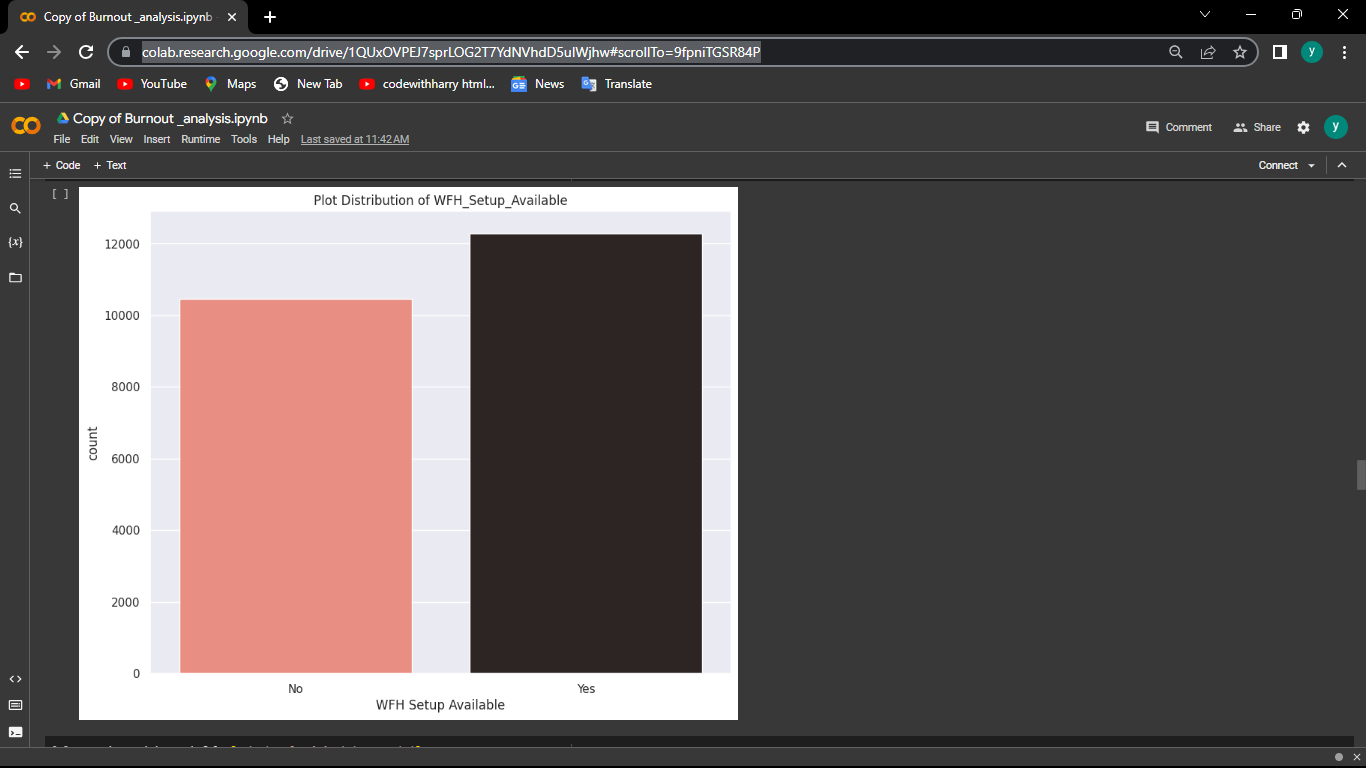 Copy of Burnout _analysis.ipynb
colab.research.google.com/drive/1QUxOVPEJ7sprLOG2T7YdNVhdD5ulWjhw#scrollTo=9fpniTGSR84P
y
Gmail YouTube Maps New Tab codewithharry html... News Translate
Copy of Burnout _analysis.ipynb
Comment Share y
File Edit View Insert Runtime Tools Help Last saved at 11:42 AM
+ Code + Text Connect
[ ]
{x}
Plot Distribution of WFH_Setup_Available
12000
10000
8000
6000
4000
2000
0
count
No Yes
WFH Setup Available